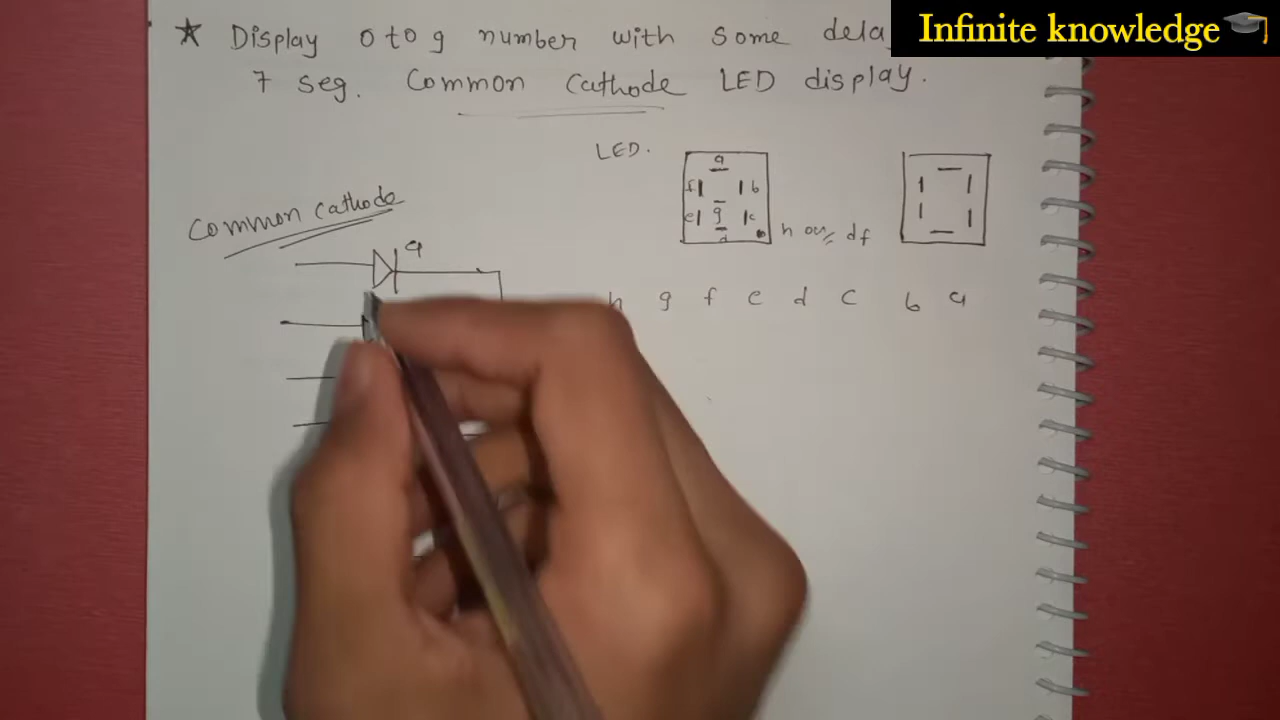 Infinite knowledge
★ Display 0 to 9 number with some dela
7 seg. Common Cathode LED display.
LED.
a
f b
g
e c
d
h or df
Common Cathode
a
h g f e d c b a